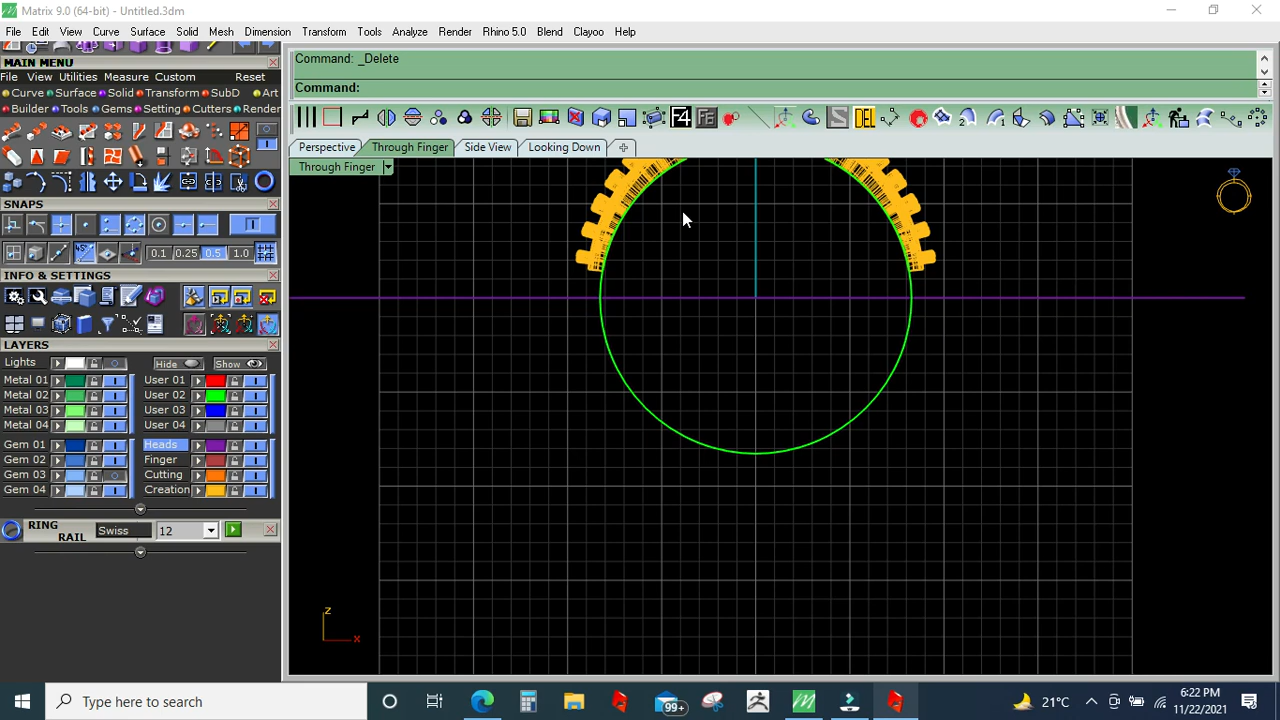 Matrix 9.0 (64-bit) - Untitled.3dm
File Edit View Curve Surface Solid Mesh Dimension Transform Tools Analyze Render Rhino 5.0 Blend Clayoo Help
MAIN MENU
File View Utilities Measure Custom Reset
Curve Surface Solid Transform SubD Art
Builder Tools Gems Setting Cutters Render
Command: _Delete
Command:
F4 F6 DEL
Perspective Through Finger Side View Looking Down
Through Finger
SNAPS
0.1 0.25 0.5 1.0
INFO & SETTINGS
LAYERS
Lights Hide Show
Metal 01 User 01
Metal 02 User 02
Metal 03 User 03
Metal 04 User 04
Gem 01 Heads
Gem 02 Finger
Gem 03 Cutting
Gem 04 Creation
RING RAIL Swiss 12
z
x
Type here to search
99+
21°C
6:22 PM
11/22/2021